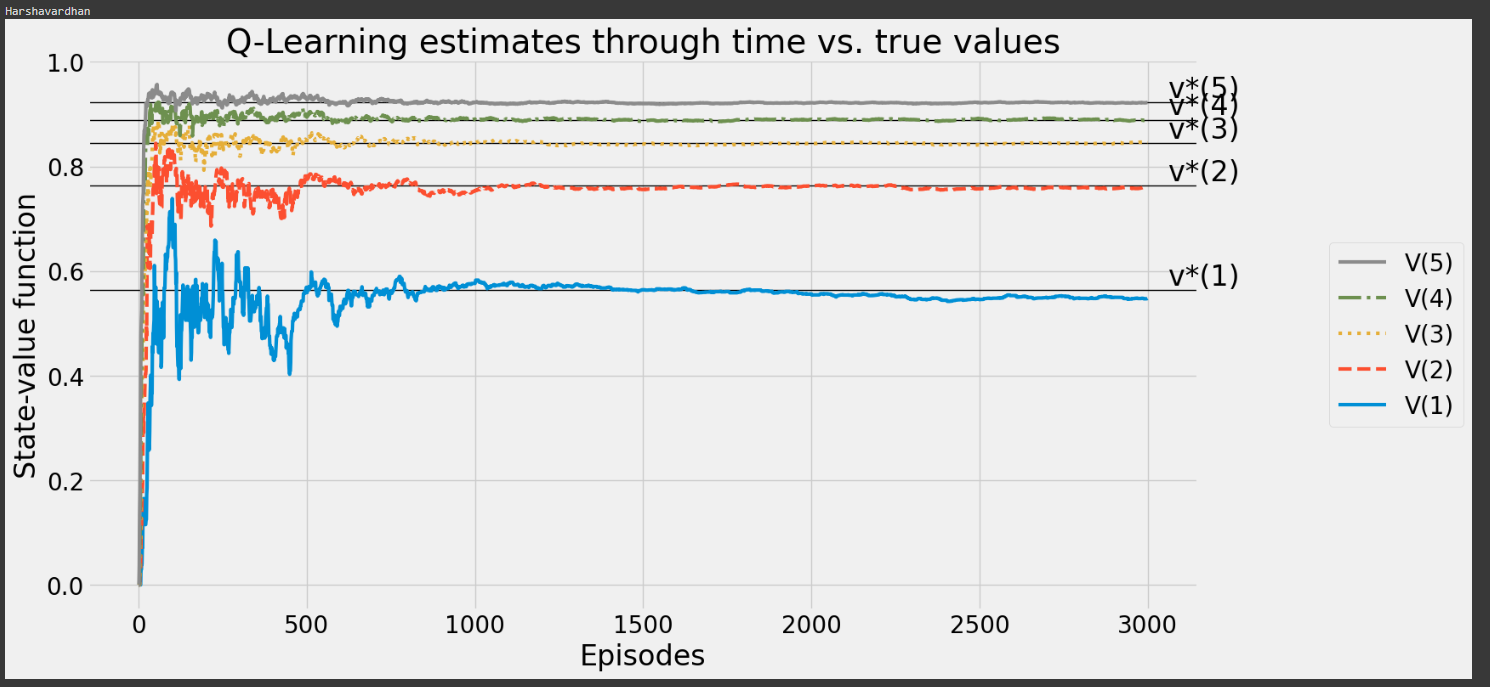 Harshavardhan
Q-Learning estimates through time vs. true values
State-value function
1.0
0.8
0.6
0.4
0.2
0.0
v*(5)
v*(4)
v*(3)
v*(2)
v*(1)
V(5)
V(4)
V(3)
V(2)
V(1)
0 500 1000 1500 2000 2500 3000
Episodes